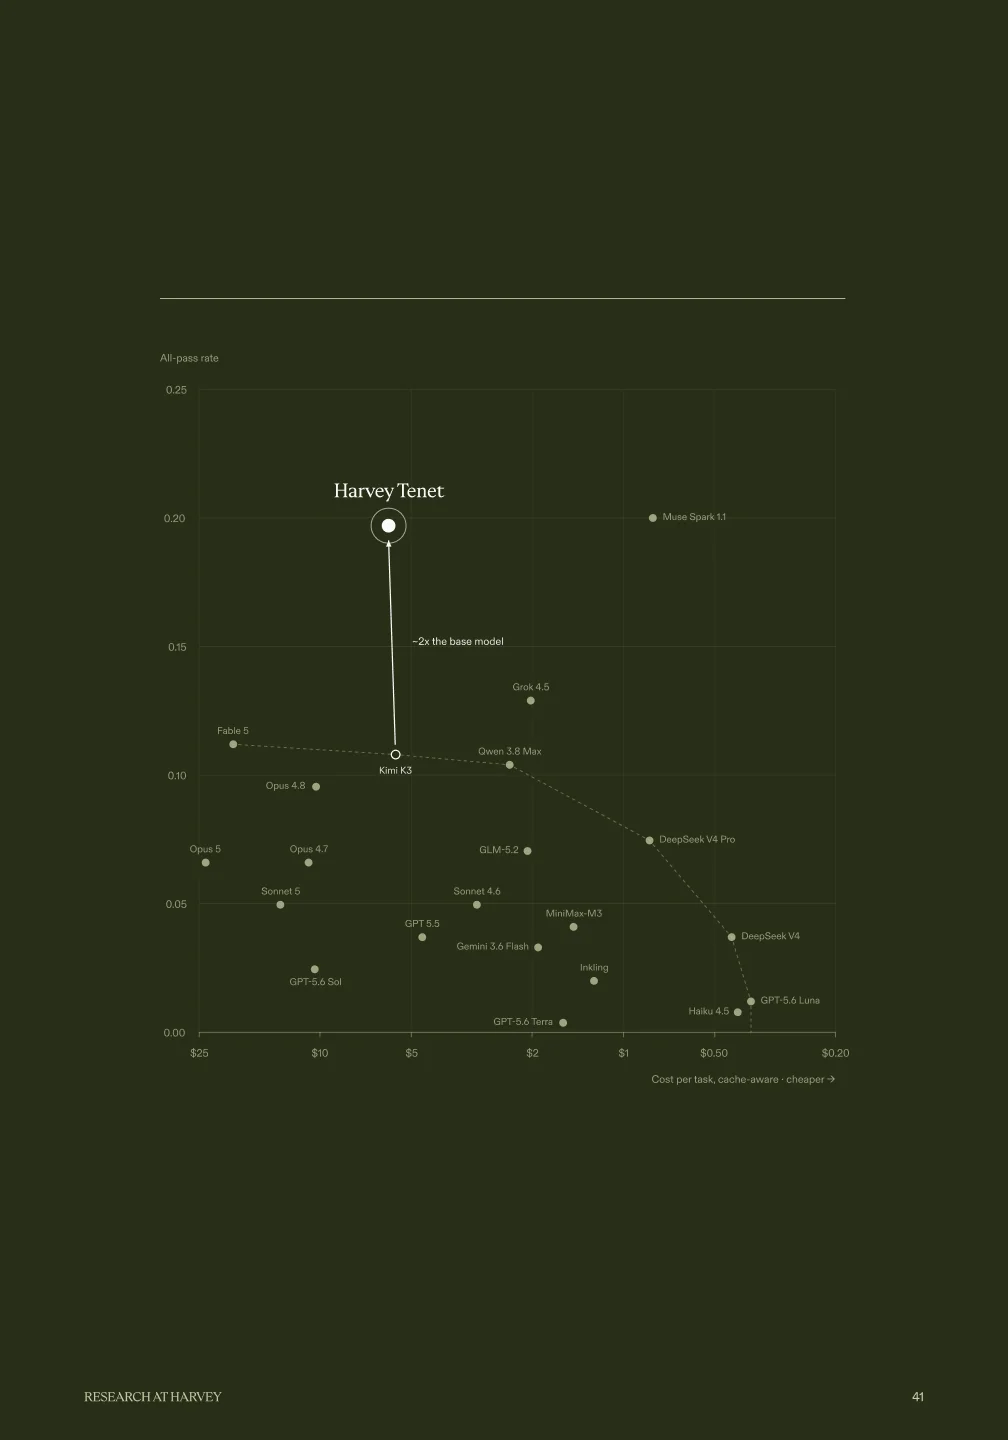 All-pass rate
0.25
Harvey Tenet
0.20
Muse Spark 1.1
~2x the base model
0.15
Grok 4.5
Fable 5
Qwen 3.8 Max
Kimi K3
0.10
Opus 4.8
DeepSeek V4 Pro
Opus 5
Opus 4.7
GLM-5.2
Sonnet 5
Sonnet 4.6
0.05
MiniMax-M3
GPT 5.5
DeepSeek V4
Gemini 3.6 Flash
Inkling
GPT-5.6 Sol
GPT-5.6 Luna
Haiku 4.5
GPT-5.6 Terra
0.00
$25 $10 $5 $2 $1 $0.50 $0.20
Cost per task, cache-aware · cheaper →
RESEARCH AT HARVEY
41